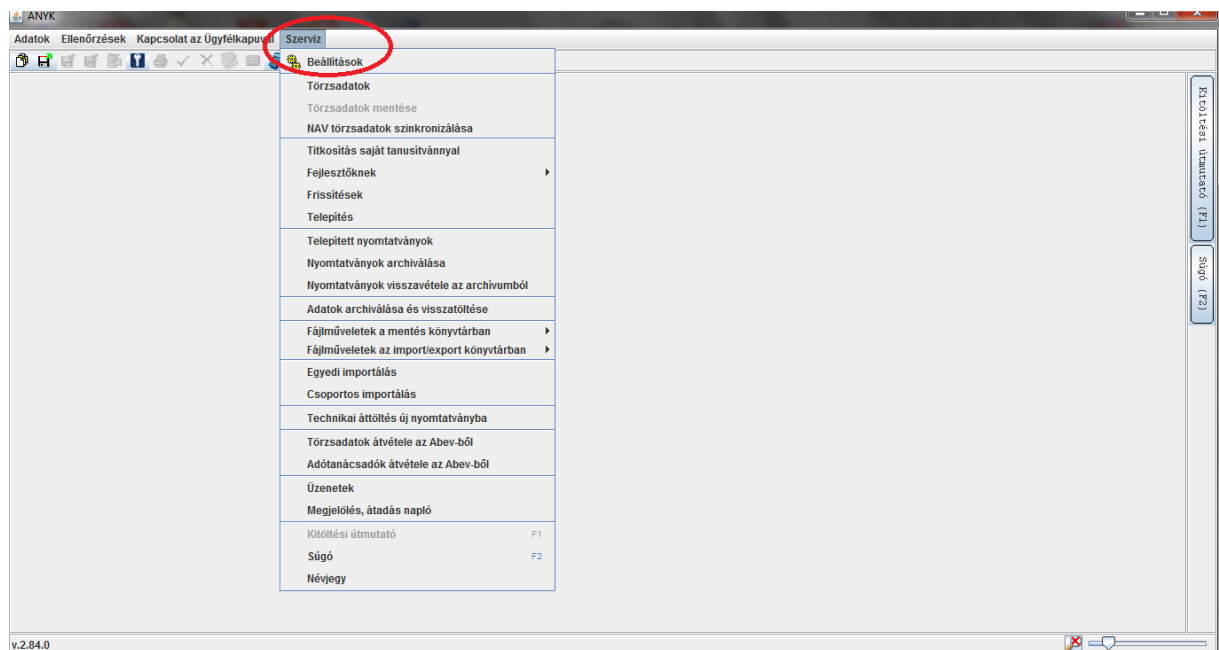 ANYK
Adatok Ellenőrzések Kapcsolat az Ügyfélkapuval Szerviz
Beállítások
Törzsadatok
Törzsadatok mentése
NAV törzsadatok szinkronizálása
Titkosítás saját tanusítvánnyal
Fejlesztőknek
Frissítések
Telepítés
Telepített nyomtatványok
Nyomtatványok archiválása
Nyomtatványok visszavétele az archívumból
Adatok archiválása és visszatöltése
Fájlműveletek a mentés könyvtárban
Fájlműveletek az import/export könyvtárban
Egyedi importálás
Csoportos importálás
Technikai áttöltés új nyomtatványba
Törzsadatok átvétele az Abev-ből
Adótanácsadók átvétele az Abev-ből
Üzenetek
Megjelölés, átadás napló
Kitöltési útmutató F1
Súgó F2
Névjegy
Kitöltési útmutató (F1)
Súgó (F2)
v.2.84.0